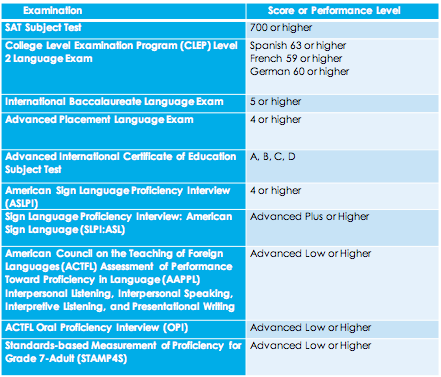 Examination Score or Performance Level
SAT Subject Test 700 or higher
College Level Examination Program (CLEP) Level Spanish 63 or higher
2 Language Exam French 59 or higher
German 60 or higher
International Baccalaureate Language Exam 5 or higher
Advanced Placement Language Exam 4 or higher
Advanced International Certificate of Education A, B, C, D
Subject Test
American Sign Language Proficiency Interview 4 or higher
(ASLPI)
Sign Language Proficiency Interview: American Advanced Plus or Higher
Sign Language (SLPI:ASL)
American Council on the Teaching of Foreign Advanced Low or Higher
Languages (ACTFL) Assessment of Performance
Toward Proficiency in Language (AAPPL)
Interpersonal Listening, Interpersonal Speaking,
Interpretive Listening, and Presentational Writing
ACTFL Oral Proficiency Interview (OPI) Advanced Low or Higher
Standards-based Measurement of Proficiency for Advanced Low or Higher
Grade 7-Adult (STAMP4S)